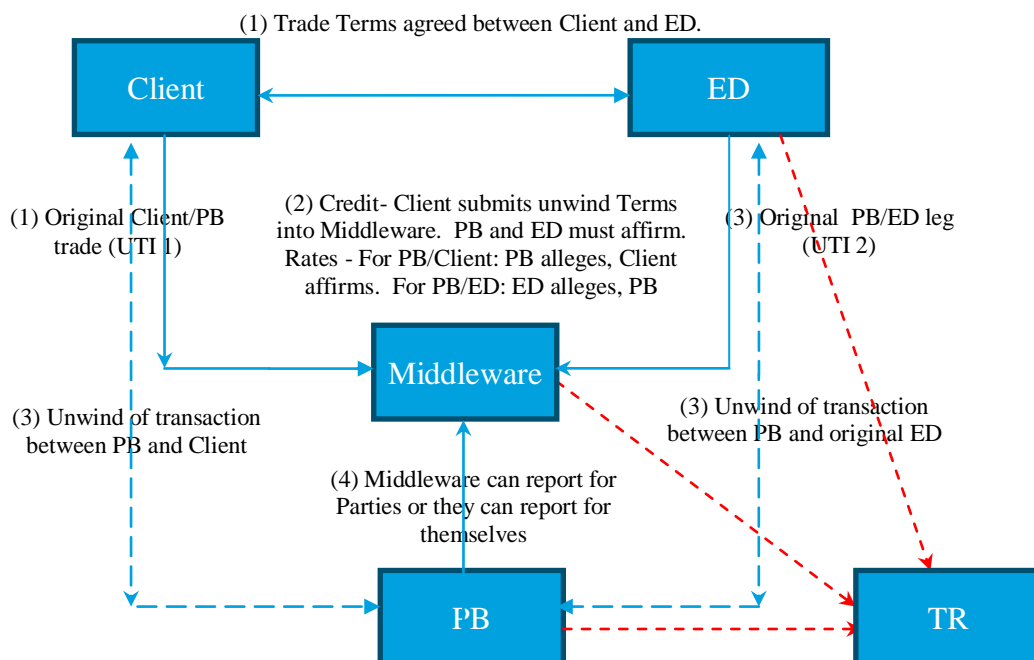 (1) Trade Terms agreed between Client and ED.
Client
ED
(1) Original Client/PB
trade (UTI 1)
(2) Credit- Client submits unwind Terms
into Middleware.  PB and ED must affirm.
Rates - For PB/Client: PB alleges, Client
affirms.  For PB/ED: ED alleges, PB
(3) Original  PB/ED leg
(UTI 2)
Middleware
(3) Unwind of transaction
between PB and Client
(3) Unwind of transaction
between PB and original ED
(4) Middleware can report for
Parties or they can report for
themselves
PB
TR